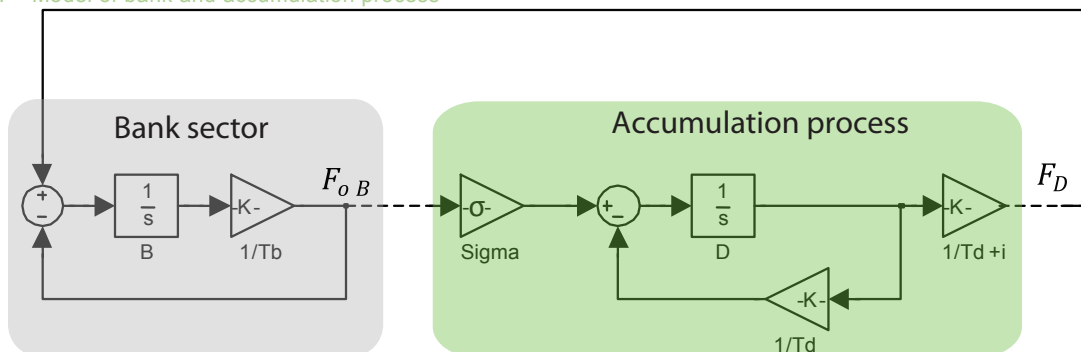 Model of bank and accumulation process
Bank sector
Accumulation process
+
−
1
s
B
-K-
1/Tb
F_o B
-σ-
Sigma
+
−
1
s
D
-K-
1/Td
-K-
1/Td +i
F_D